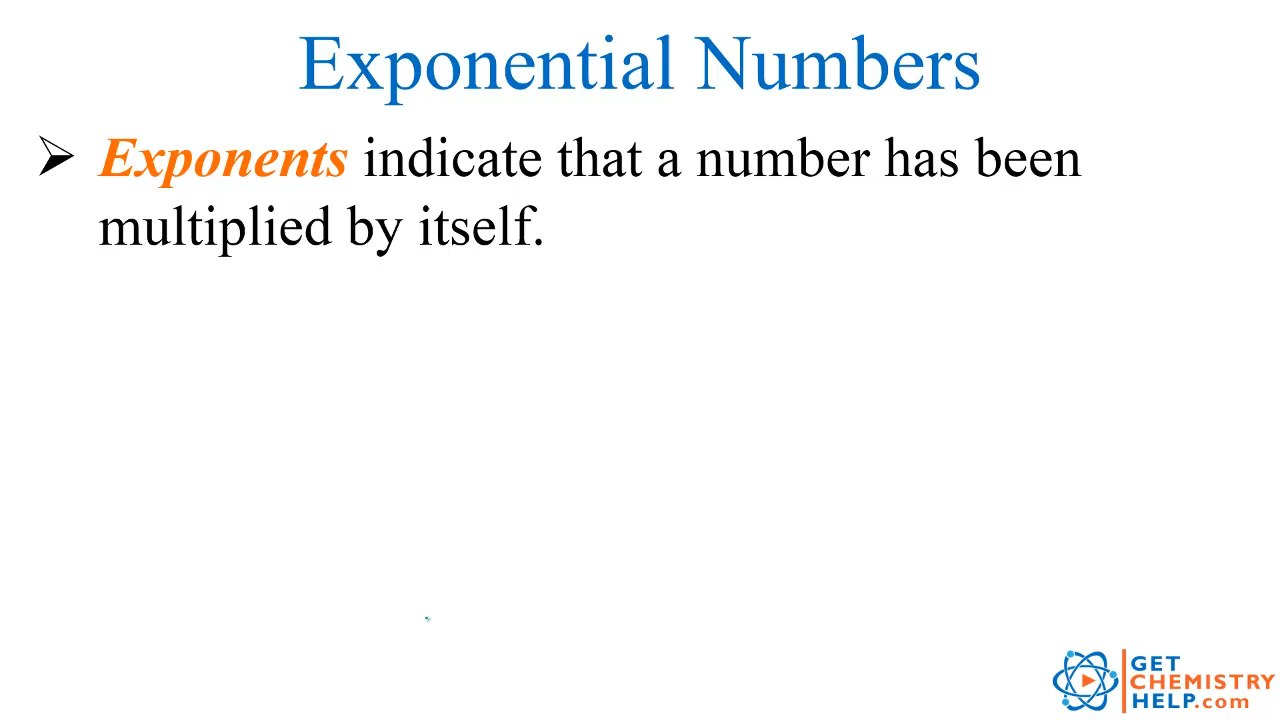 Exponential Numbers
Exponents indicate that a number has been
multiplied by itself.
GET
CHEMISTRY
HELP.com